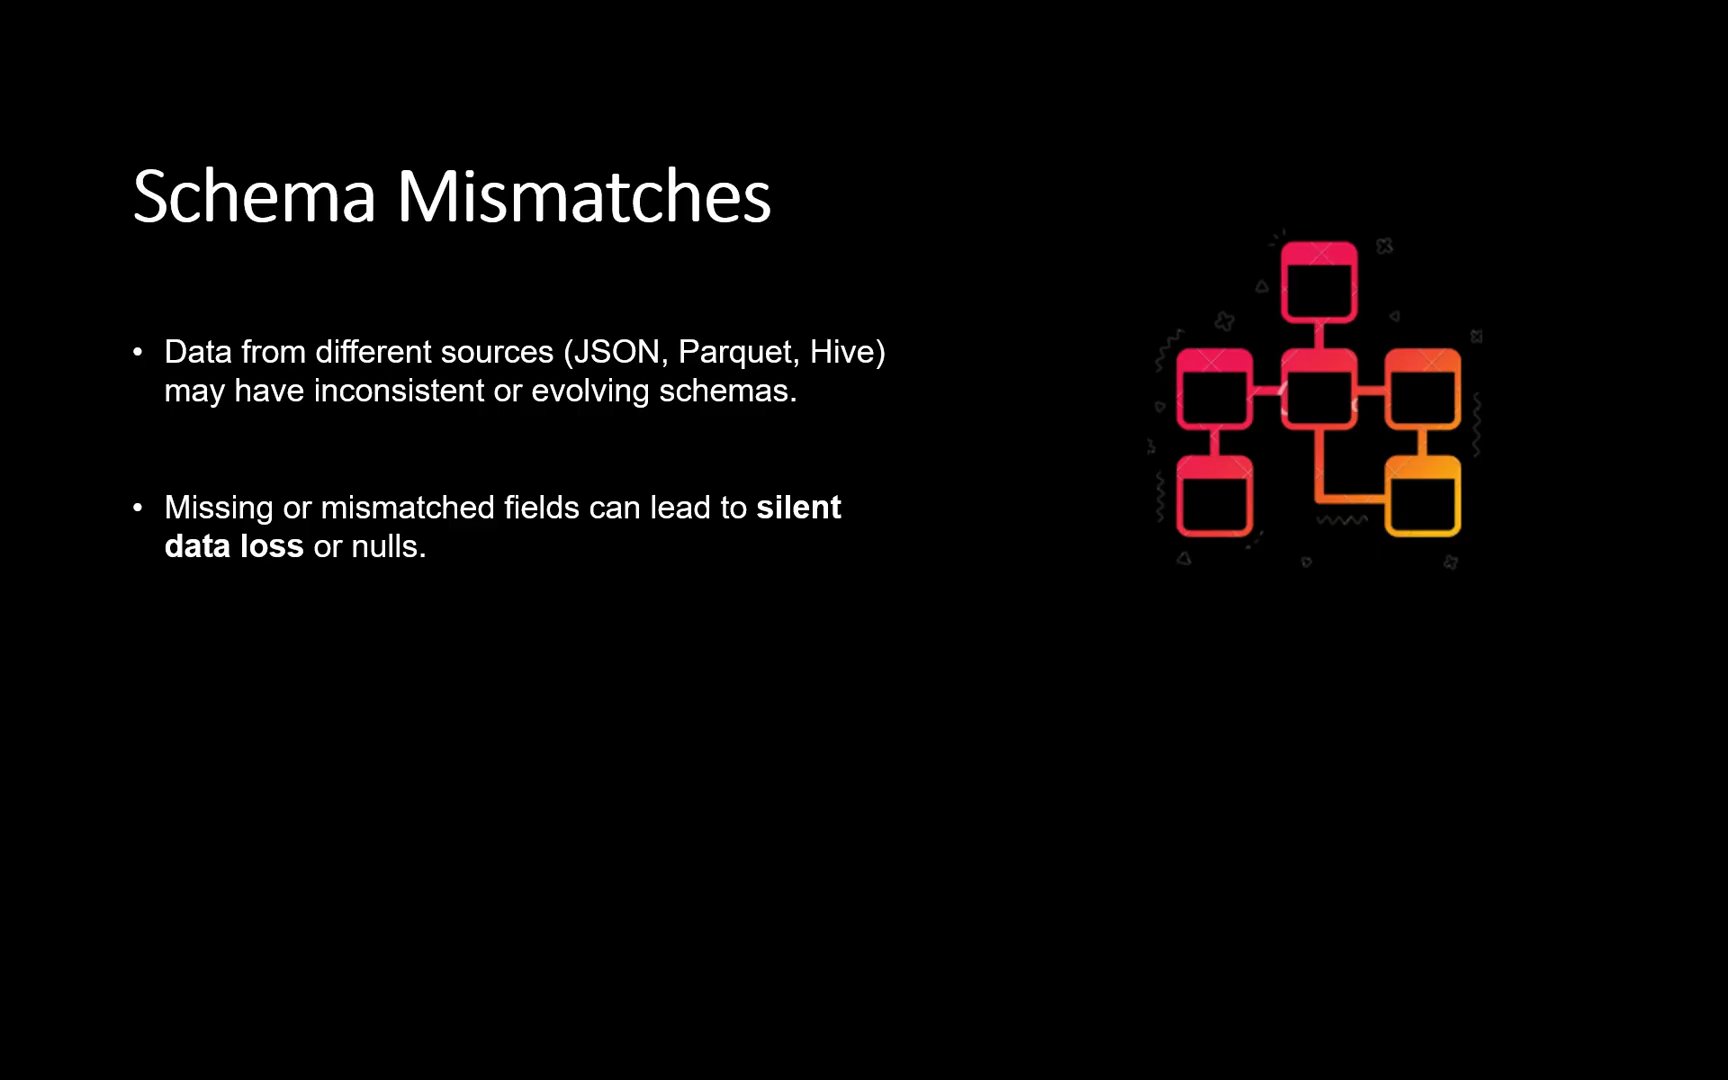 Schema Mismatches
• Data from different sources (JSON, Parquet, Hive)
may have inconsistent or evolving schemas.
• Missing or mismatched fields can lead to silent
data loss or nulls.